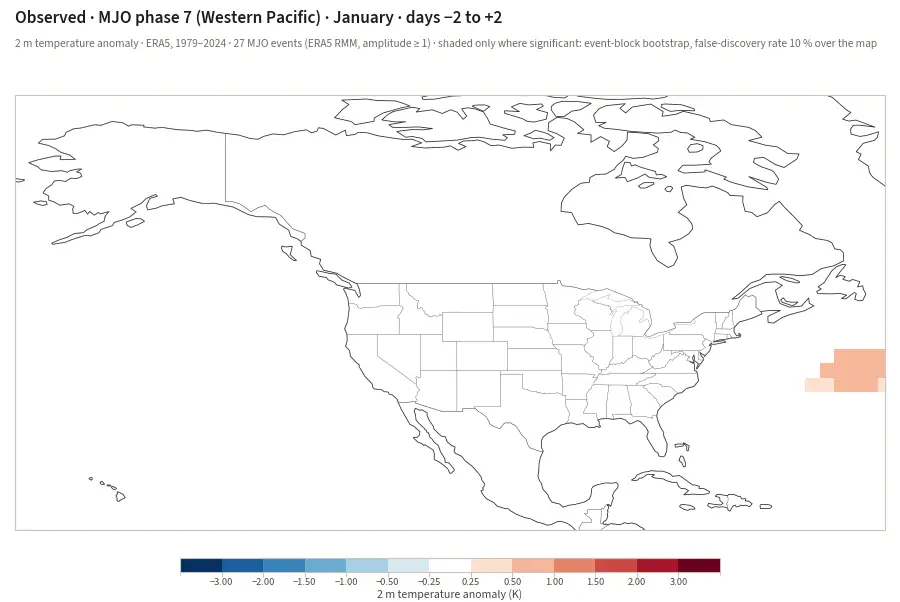 Observed · MJO phase 7 (Western Pacific) · January · days −2 to +2
2 m temperature anomaly · ERA5, 1979–2024 · 27 MJO events (ERA5 RMM, amplitude ≥ 1) · shaded only where significant: event-block bootstrap, false-discovery rate 10 % over the map
−3.00 −2.00 −1.50 −1.00 −0.50 −0.25 0.25 0.50 1.00 1.50 2.00 3.00
2 m temperature anomaly (K)